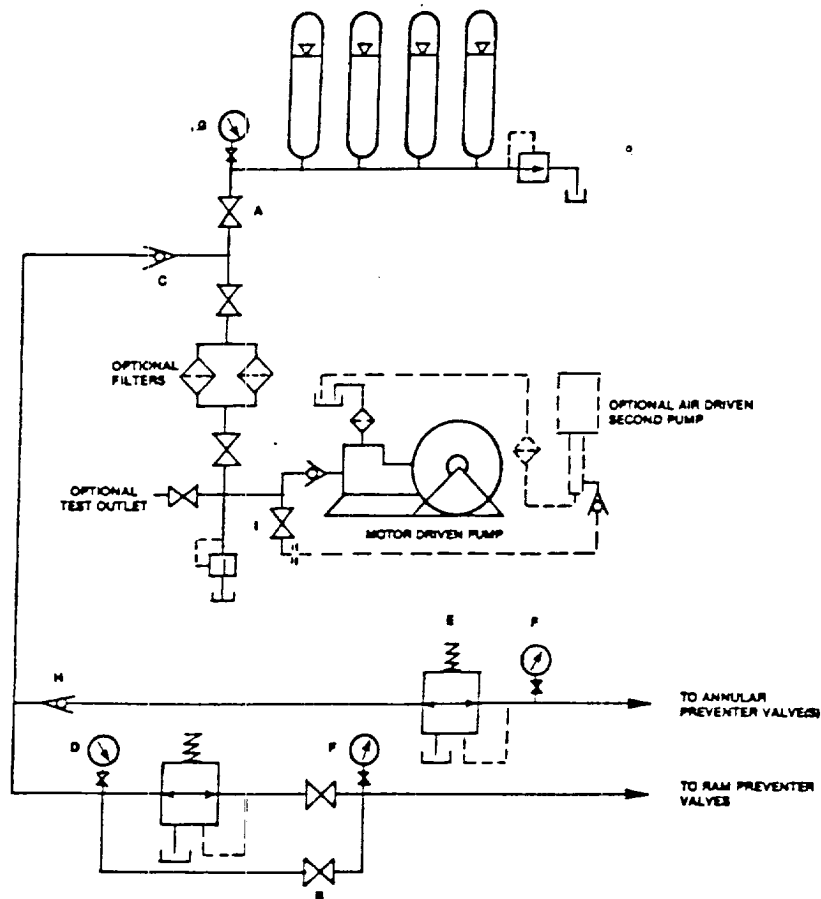 G
A
C
OPTIONAL
FILTERS
OPTIONAL AIR DRIVEN
SECOND PUMP
OPTIONAL
TEST OUTLET
I
MOTOR DRIVEN PUMP
E
F
H
TO ANNULAR
PREVENTER VALVE(S)
D
F
TO RAM PREVENTER
VALVES